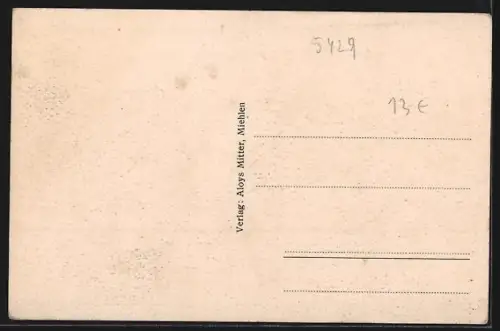 5429
13 €
Verlag: Aloys Mitter, Miehlen